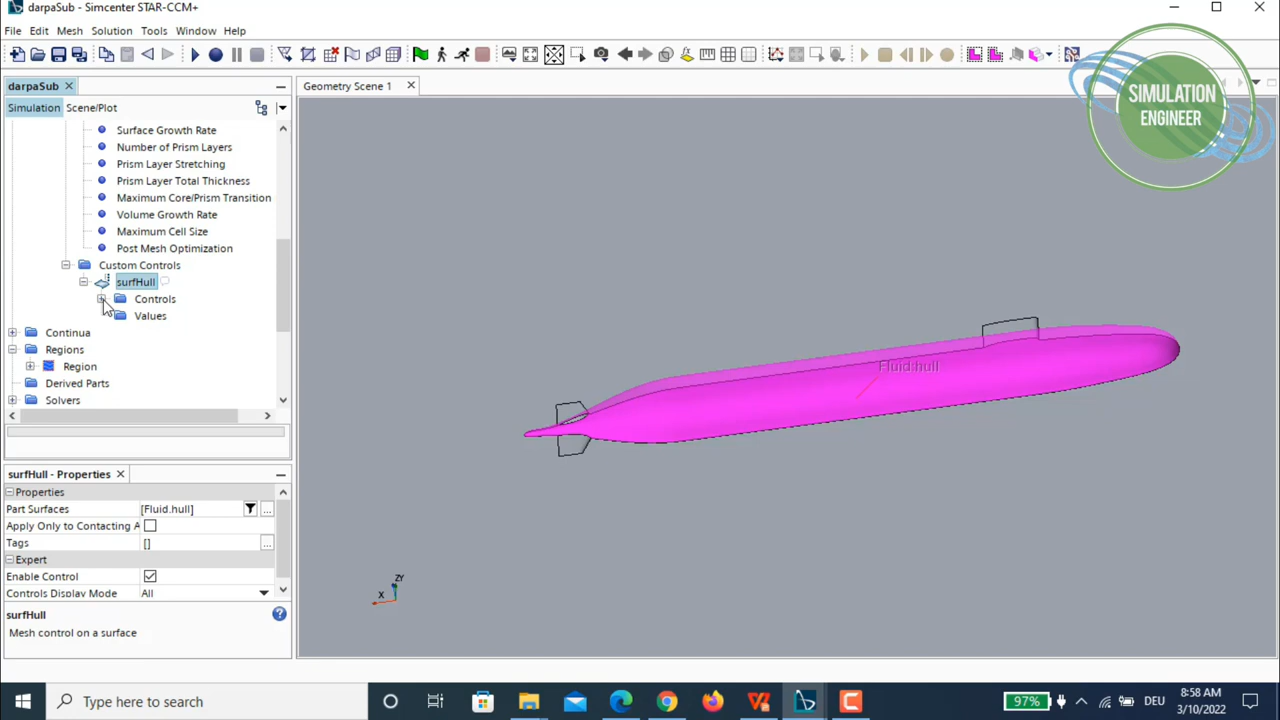 darpaSub - Simcenter STAR-CCM+
File Edit Mesh Solution Tools Window Help
darpaSub
Geometry Scene 1
Simulation Scene/Plot
SIMULATION
ENGINEER
Surface Growth Rate
Number of Prism Layers
Prism Layer Stretching
Prism Layer Total Thickness
Maximum Core/Prism Transition
Volume Growth Rate
Maximum Cell Size
Post Mesh Optimization
Custom Controls
surfHull
Controls
Values
Continua
Regions
Region
Derived Parts
Solvers
Fluid.hull
surfHull - Properties
Properties
Part Surfaces [Fluid.hull]
Apply Only to Contacting A
Tags []
Expert
Enable Control
Controls Display Mode All
surfHull
Mesh control on a surface
ZY
X
Type here to search
97%
DEU
8:58 AM
3/10/2022